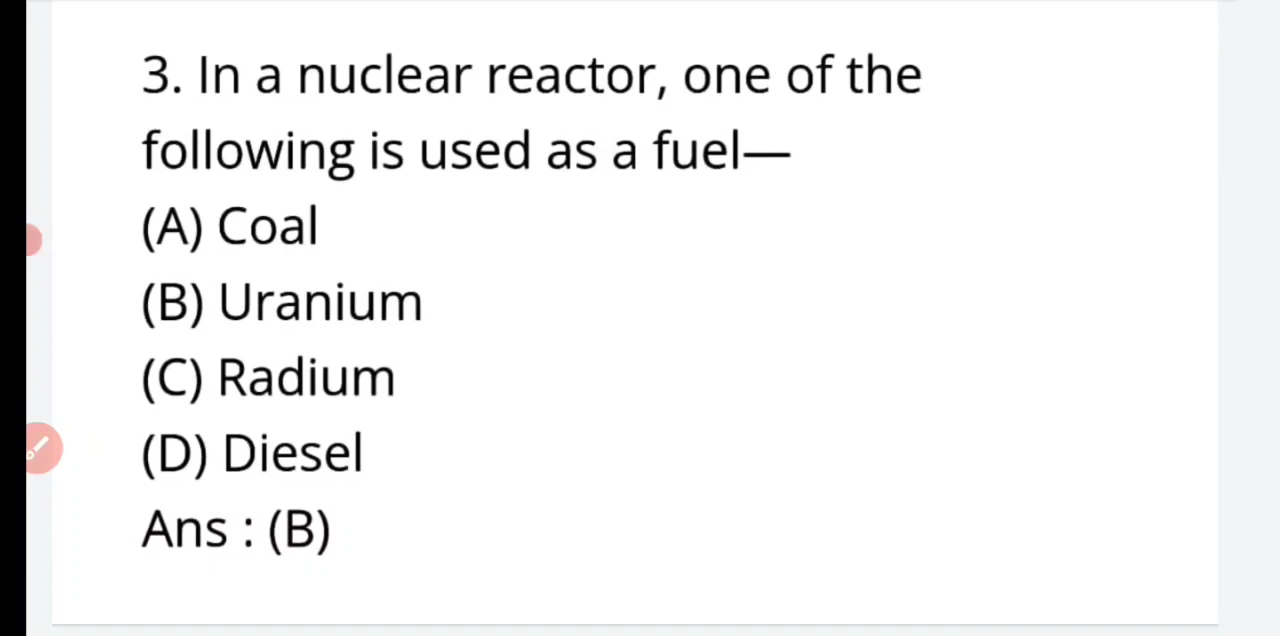 3. In a nuclear reactor, one of the
following is used as a fuel—
(A) Coal
(B) Uranium
(C) Radium
(D) Diesel
Ans : (B)